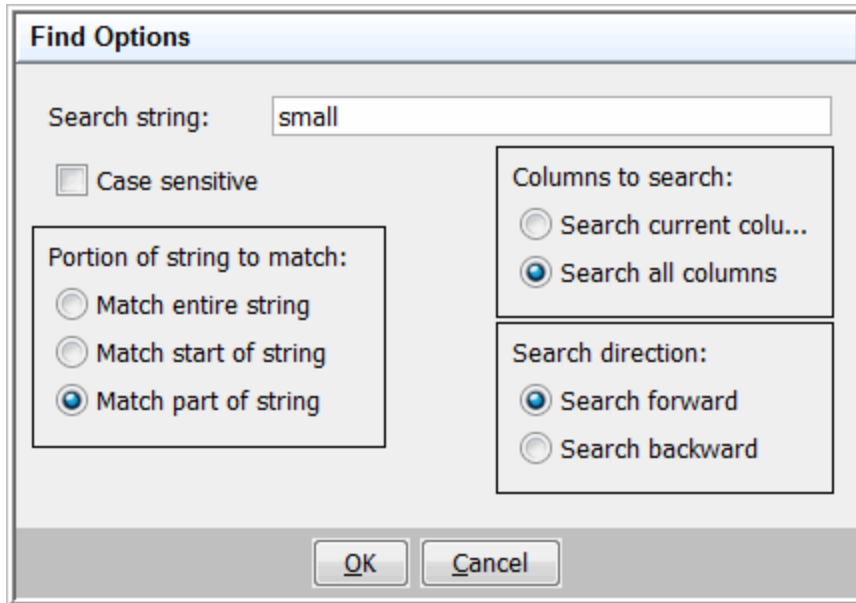 Find Options
Search string: small
Case sensitive
Portion of string to match:
Match entire string
Match start of string
Match part of string
Columns to search:
Search current colu...
Search all columns
Search direction:
Search forward
Search backward
OK Cancel